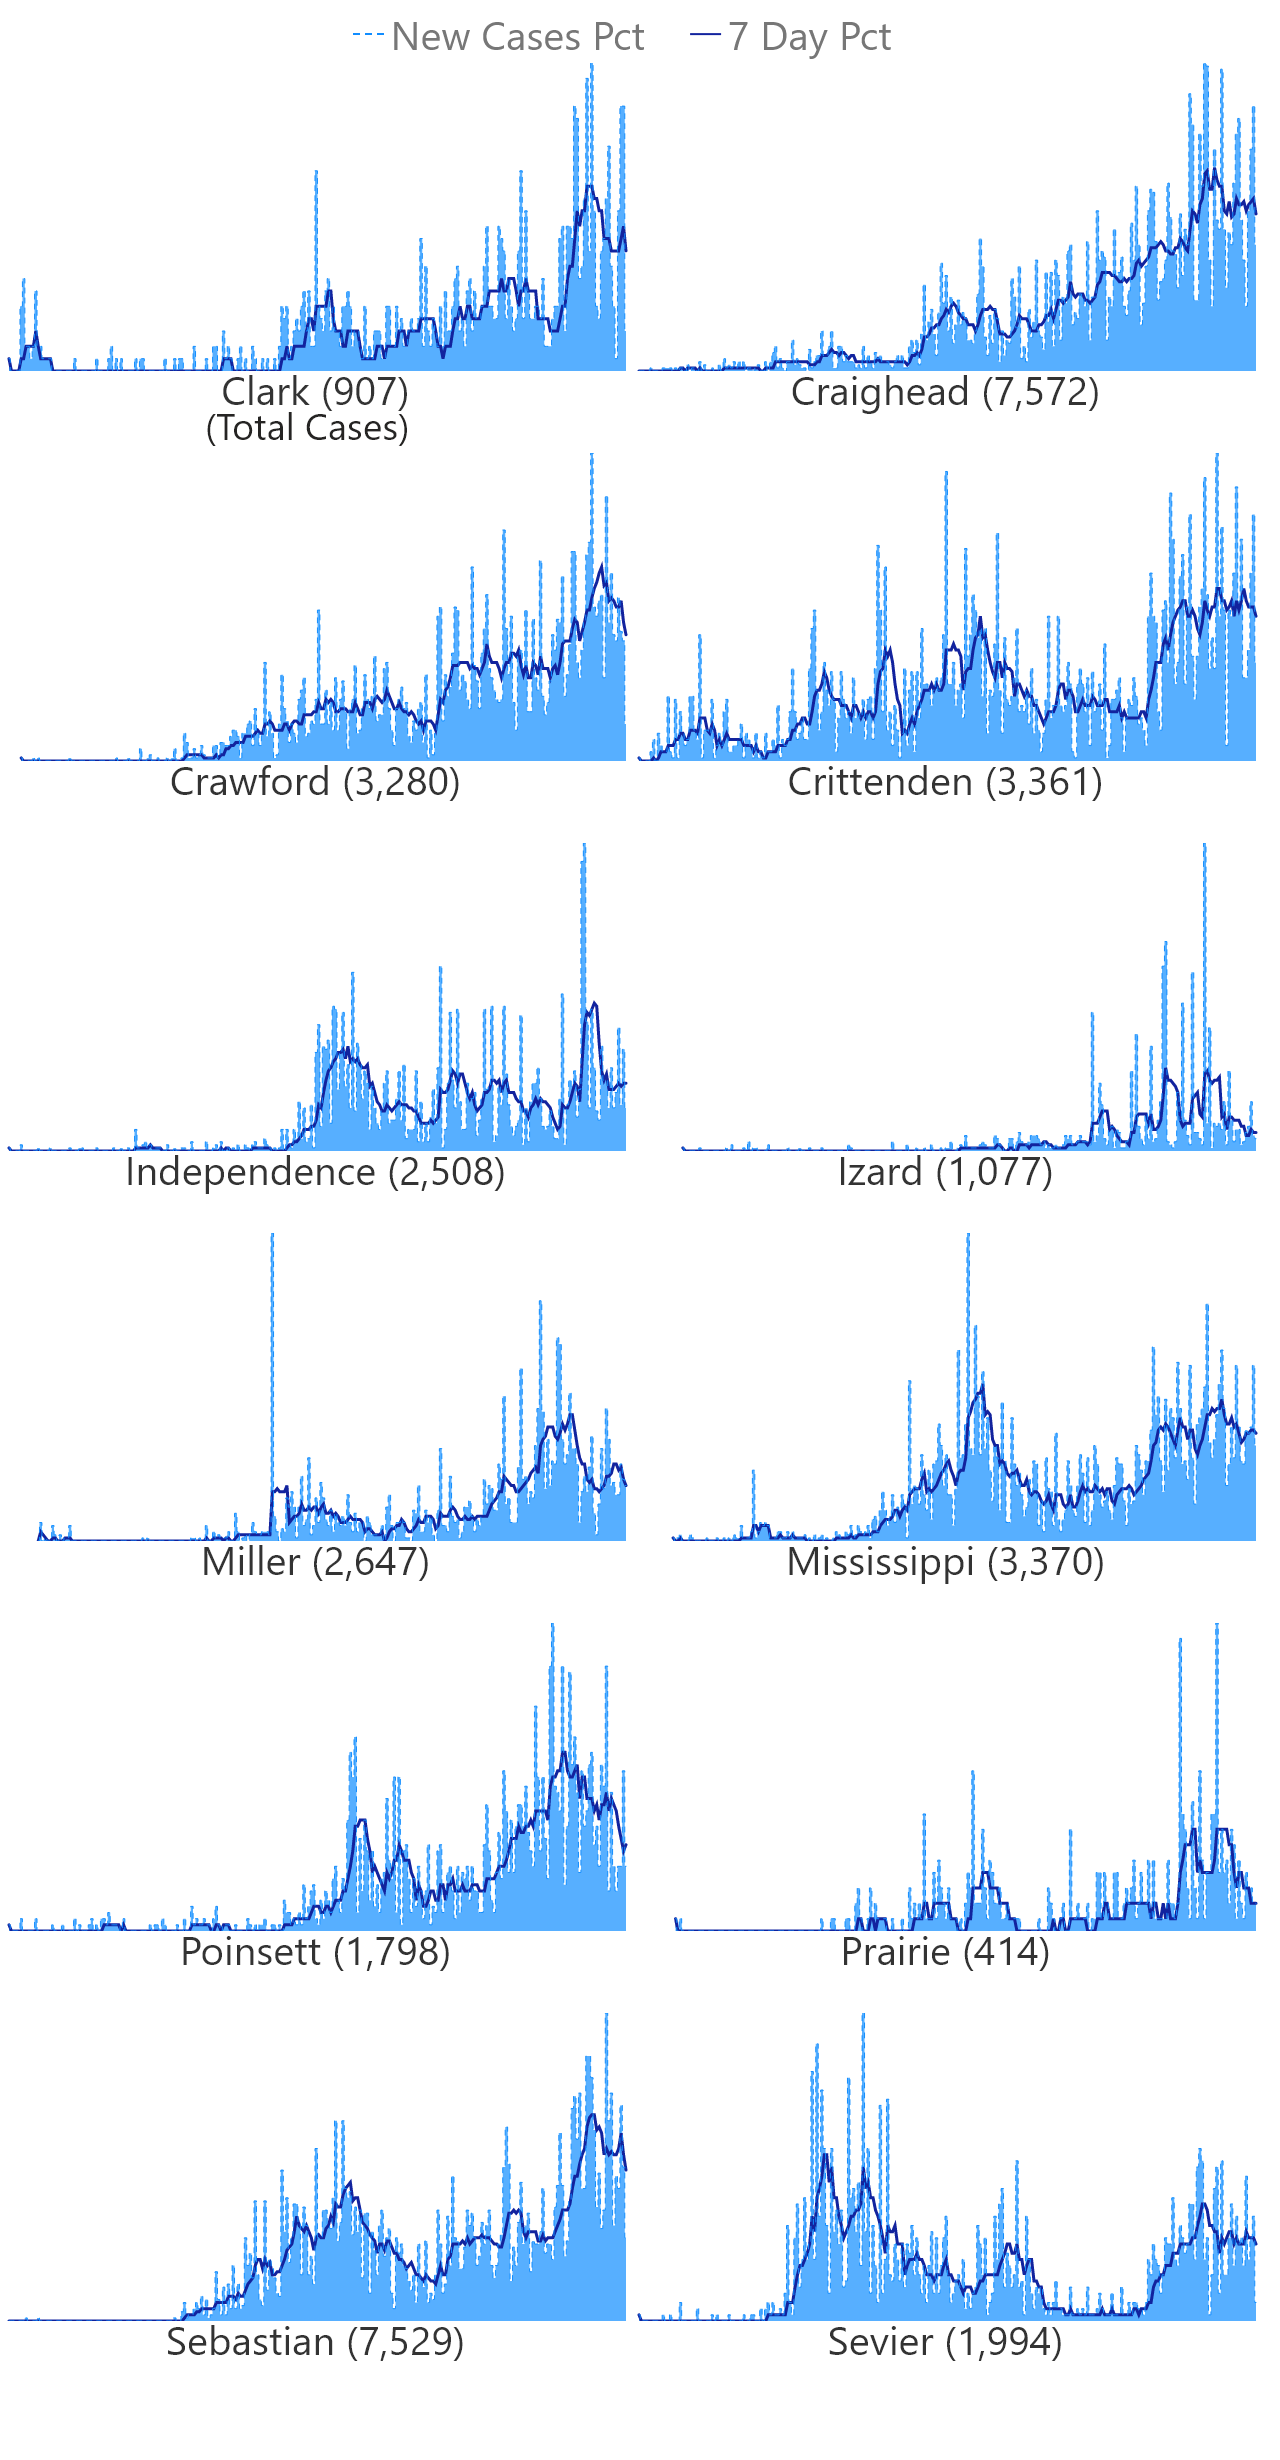 New Cases Pct 7 Day Pct
Clark (907) Craighead (7,572)
(Total Cases)
Crawford (3,280) Crittenden (3,361)
Independence (2,508) Izard (1,077)
Miller (2,647) Mississippi (3,370)
Poinsett (1,798) Prairie (414)
Sebastian (7,529) Sevier (1,994)